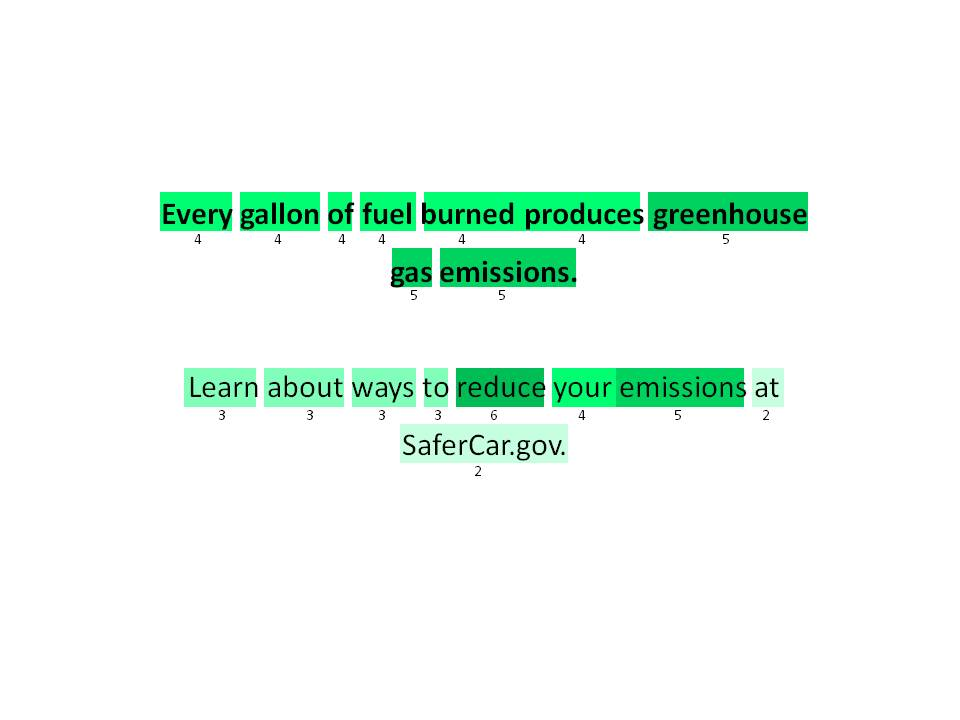 Every gallon of fuel burned produces greenhouse
4 4 4 4 4 4 5
gas emissions.
5 5
Learn about ways to reduce your emissions at
3 3 3 3 6 4 5 2
SaferCar.gov.
2